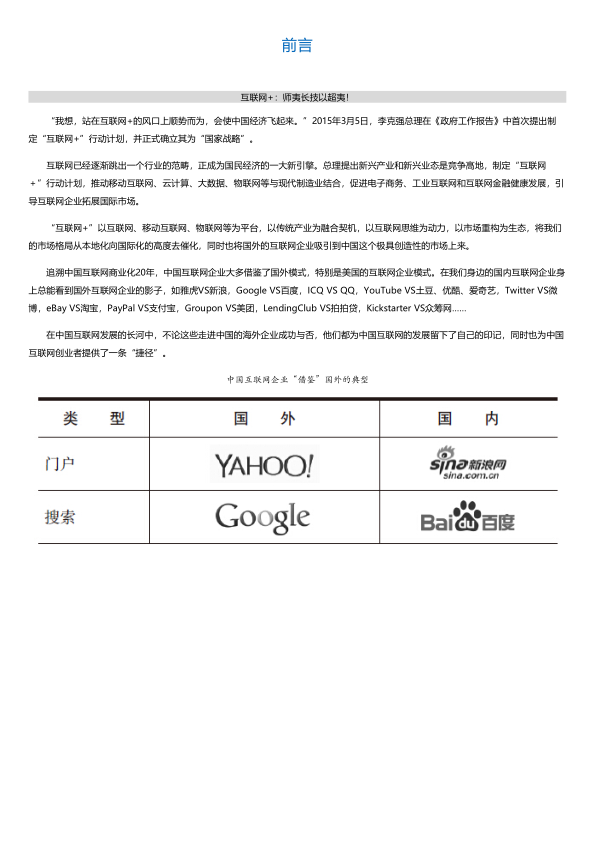 前言
互联网+：师夷长技以超夷！
“我想，站在互联网+的风口上顺势而为，会使中国经济飞起来。”2015年3月5日，李克强总理在《政府工作报告》中首次提出制
定“互联网+”行动计划，并正式确立其为“国家战略”。
互联网已经逐渐跳出一个行业的范畴，正成为国民经济的一大新引擎。总理提出新兴产业和新兴业态是竞争高地，制定“互联网
+”行动计划，推动移动互联网、云计算、大数据、物联网等与现代制造业结合，促进电子商务、工业互联网和互联网金融健康发展，引
导互联网企业拓展国际市场。
“互联网+”以互联网、移动互联网、物联网等为平台，以传统产业为融合契机，以互联网思维为动力，以市场重构为生态，将我们
的市场格局从本地化向国际化的高度去催化，同时也将国外的互联网企业吸引到中国这个极具创造性的市场上来。
追溯中国互联网商业化20年，中国互联网企业大多借鉴了国外模式，特别是美国的互联网企业模式。在我们身边的国内互联网企业身
上总能看到国外互联网企业的影子，如雅虎VS新浪，Google VS百度，ICQ VS QQ，YouTube VS土豆、优酷、爱奇艺，Twitter VS微
博，eBay VS淘宝，PayPal VS支付宝，Groupon VS美团，LendingClub VS拍拍贷，Kickstarter VS众筹网……
在中国互联网发展的长河中，不论这些走进中国的海外企业成功与否，他们都为中国互联网的发展留下了自己的印记，同时也为中国
互联网创业者提供了一条“捷径”。
中国互联网企业“借鉴”国外的典型
类 型 国 外 国 内
门户 YAHOO! sina新浪网
sina.com.cn
搜索 Google Bai du 百度